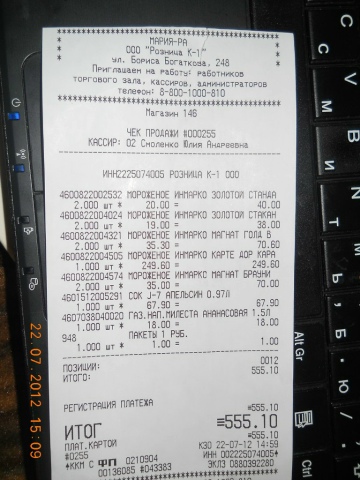 МАРИЯ-РА
ООО "Розница К-1"
ул. Бориса Богаткова, 248
Приглашаем на работу: работников
торгового зала, кассиров, администраторов
телефон: 8-800-1000-810
Магазин 146
ЧЕК ПРОДАЖИ #000255
КАССИР: 02 Смоленко Юлия Андреевна
ИНН2225074005 РОЗНИЦА К-1 ООО
4600822002532 МОРОЖЕНОЕ ИНМАРКО ЗОЛОТОЙ СТАНДА
2.000 шт * 20.00 = 40.00
4600822004024 МОРОЖЕНОЕ ИНМАРКО ЗОЛОТОЙ СТАКАН
2.000 шт * 19.00 = 38.00
4600822004321 МОРОЖЕНОЕ ИНМАРКО МАГНАТ ГОЛД В
2.000 шт * 35.30 = 70.60
4600822004505 МОРОЖЕНОЕ ИНМАРКО КАРТЕ ДОР КАРА
1.000 шт * 249.60 = 249.60
4600822004574 МОРОЖЕНОЕ ИНМАРКО МАГНАТ БРАУНИ
2.000 шт * 35.00 = 70.00
4601512005291 СОК J-7 АПЕЛЬСИН 0.97Л
1.000 шт * 67.90 = 67.90
4607038040020 ГАЗ.НАП.МИЛЕСТА АНАНАСОВАЯ 1.5Л
1.000 шт * 18.00 = 18.00
948 ПАКЕТЫ 1 РУБ.
1.000 шт * 1.00 = 1.00
ПОЗИЦИИ: 0012
ИТОГО: 555.10
РЕГИСТРАЦИЯ ПЛАТЕЖА
≡555.10
ИТОГ ≡555.10
ПЛАТ.КАРТОЙ ≡555.10
#0255 КЗ0 22-07-12 14:59
*ККМ С ФП 0210904 ИНН 002225074005*
00136085 #043383 ЭКЛЗ 0880392280
22.07.2012 15:09
Alt Gr
Ctrl